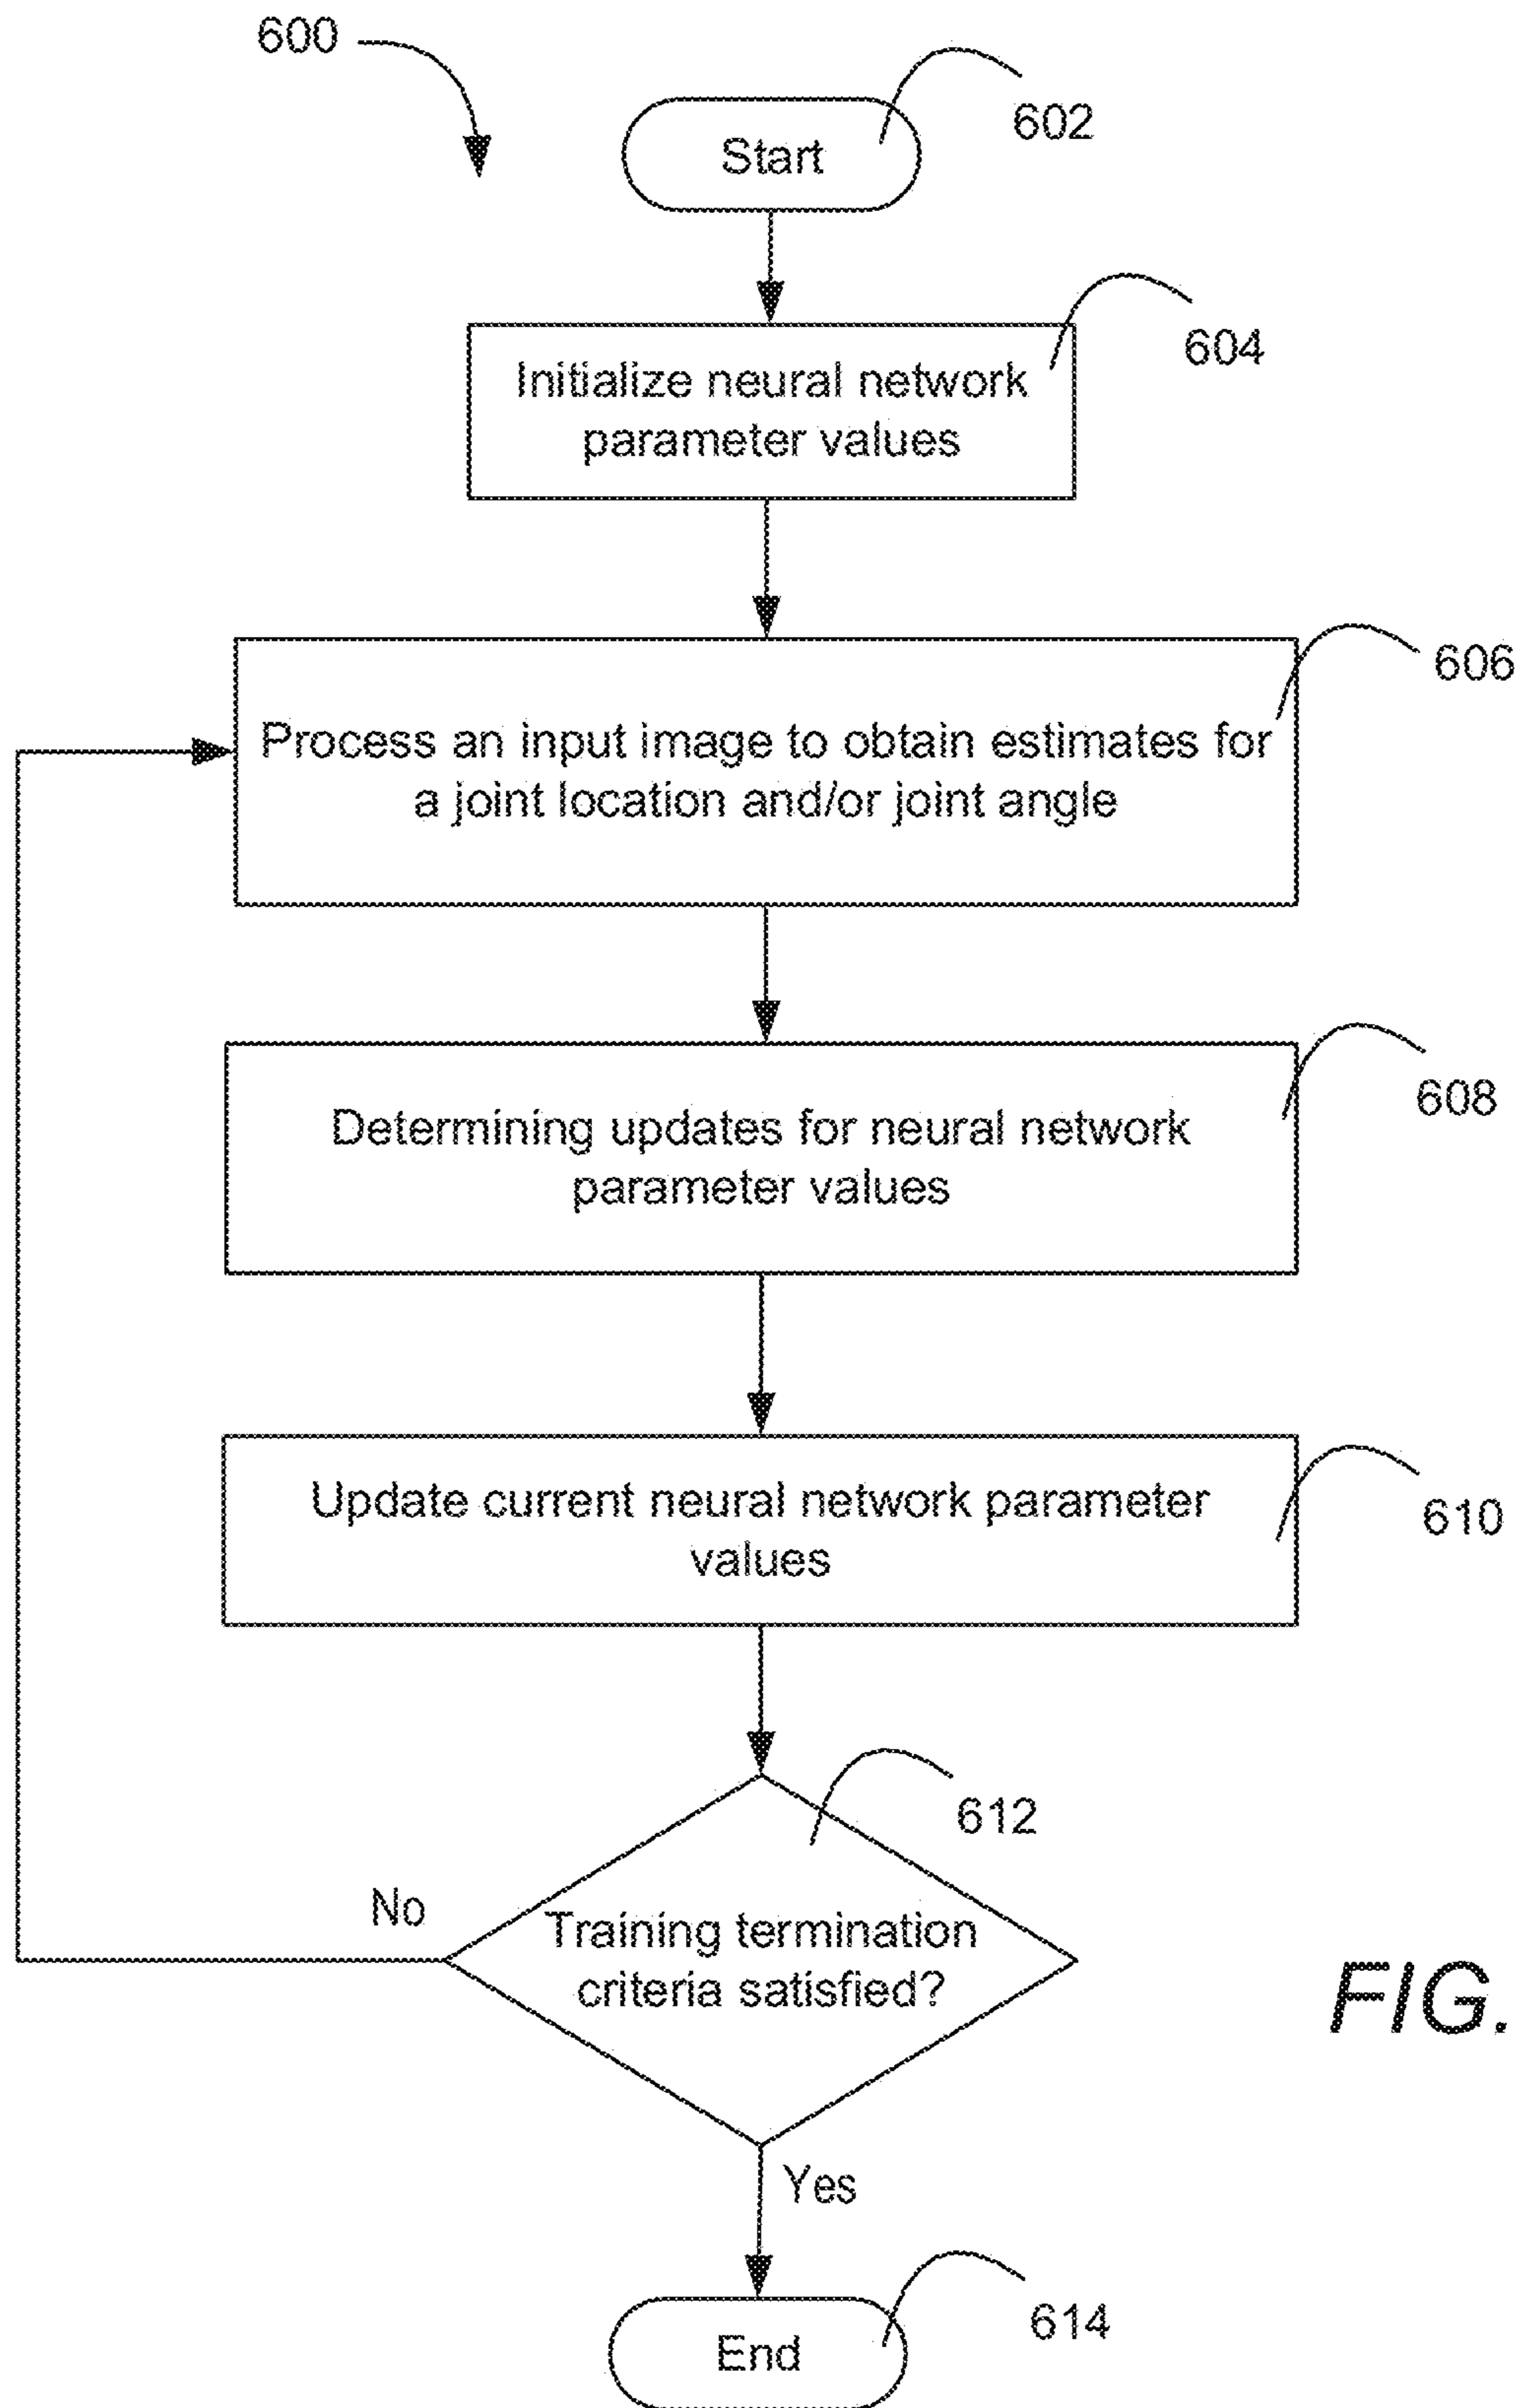 600
602
Start
604
Initialize neural network
parameter values
606
Process an input image to obtain estimates for
a joint location and/or joint angle
608
Determining updates for neural network
parameter values
Update current neural network parameter
values
610
612
No
Training termination
criteria satisfied?
FIG.
Yes
614
End